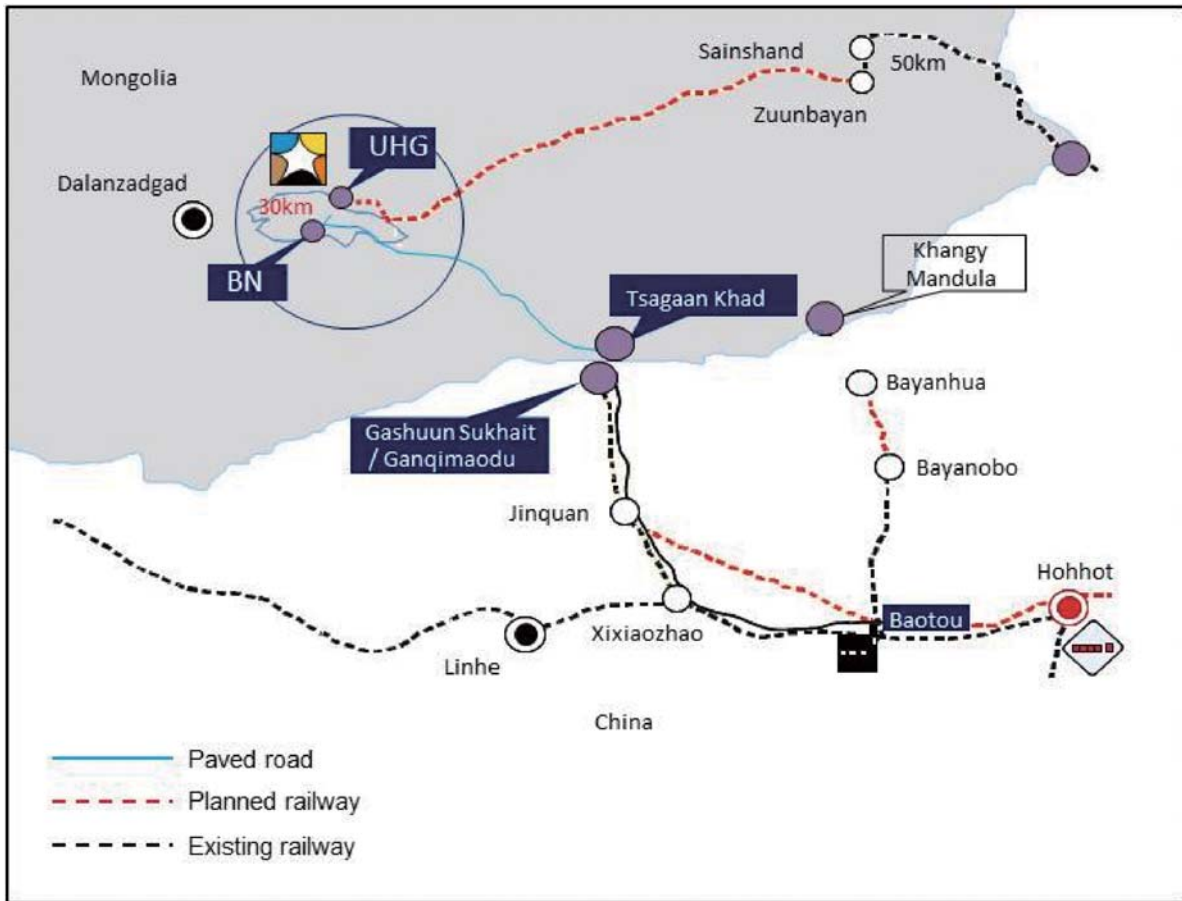 Mongolia
Sainshand
50km
Zuunbayan
UHG
Dalanzadgad
30km
BN
Khangy
Mandula
Tsagaan Khad
Gashuun Sukhait
/ Ganqimaodu
Bayanhua
Bayanobo
Jinquan
Hohhot
Baotou
Xixiaozhao
Linhe
China
Paved road
Planned railway
Existing railway